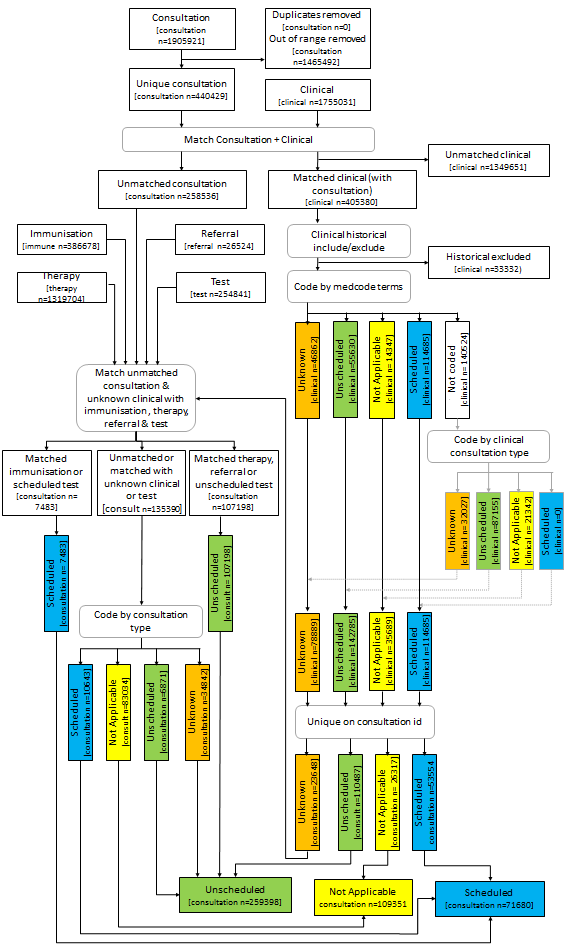 Consultation
[consultation
n=1905921]
Duplicates removed
[consultation n=0]
Out of range removed
[consultation
n=1465492]
Unique consultation
[consultation n=440429]
Clinical
[clinical n=1755031]
Match Consultation + Clinical
Unmatched clinical
[clinical n=1349651]
Unmatched consultation
[consultation n=258536]
Matched clinical (with
consultation)
[clinical n=405380]
Immunisation
[immune n=386678]
Referral
[referral n=26524]
Clinical historical
include/exclude
Historical excluded
[clinical n=33332)
Therapy
[therapy
n=1319704]
Test
[test n=254841]
Code by medcode terms
Unknown
[clinical n=46862]
Unscheduled
[clinical n=55630]
Not Applicable
[clinical n=14347]
Scheduled
[clinical n=114685]
Not coded
[clinical n= 140524]
Match unmatched
consultation &
unknown clinical with
immunisation, therapy,
referral & test
Code by clinical
consultation type
Matched
immunisation or
scheduled test
[consultation n=
7483]
Unmatched or
matched with
unknown clinical
or test
[consult n=135390]
Matched therapy,
referral or
unscheduled test
[consultation
n=107198]
Unknown
[clinical n=32027]
Unscheduled
[clinical n=87155]
Not Applicable
[clinical n= 21342]
Scheduled
[clinical n=0]
Scheduled
[consultation n= 7483]
Unscheduled
[consult n=107198]
Code by consultation
type
Unknown
[clinical n=78889]
Unscheduled
[clinical n=142785]
Not Applicable
[clinical n=35689]
Scheduled
[clinical n=114685]
Scheduled
[consultation n=10643]
Not Applicable
[consult n=83034]
Unscheduled
[consultation n=6871]
Unknown
[consultation n=34842]
Unique on consultation id
Unknown
[consultation n=23648]
Unscheduled
[consult n=110487]
Not Applicable
[consultation n= 26317]
Scheduled
[consultation n=53554
Unscheduled
[consultation n=259398]
Not Applicable
consultation n=109351
Scheduled
[consultation n=71680]